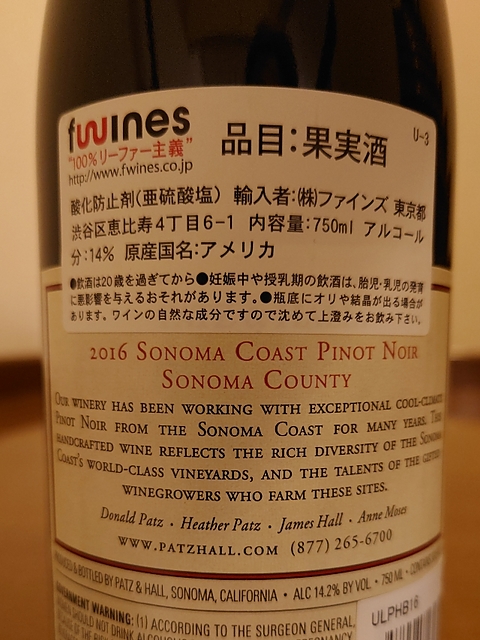 fwines
"100%リーファー主義"
http://www.fwines.co.jp
品目：果実酒
U-3
酸化防止剤(亜硫酸塩) 輸入者:(株)ファインズ 東京都
渋谷区恵比寿4丁目6-1 内容量:750ml アルコール
分:14% 原産国名:アメリカ
●飲酒は20歳を過ぎてから●妊娠中や授乳期の飲酒は、胎児・乳児の発育
に悪影響を与えるおそれがあります。●瓶底にオリや結晶が出る場合が
あります。ワインの自然な成分ですので沈めて上澄みをお飲み下さい。
2016 SONOMA COAST PINOT NOIR
SONOMA COUNTY
OUR WINERY HAS BEEN WORKING WITH EXCEPTIONAL COOL-CLIMATE
PINOT NOIR FROM THE SONOMA COAST FOR MANY YEARS. THIS
HANDCRAFTED WINE REFLECTS THE RICH DIVERSITY OF THE SONOMA
COAST'S WORLD-CLASS VINEYARDS, AND THE TALENTS OF THE GIFTED
WINEGROWERS WHO FARM THESE SITES.
Donald Patz · Heather Patz · James Hall · Anne Moses
WWW.PATZHALL.COM (877) 265-6700
PRODUCED & BOTTLED BY PATZ & HALL, SONOMA, CALIFORNIA • ALC 14.2% BY VOL • 750 ML •
WARNING: (1) ACCORDING TO THE SURGEON GENERAL,
SHOULD NOT DRINK
ULPHB16